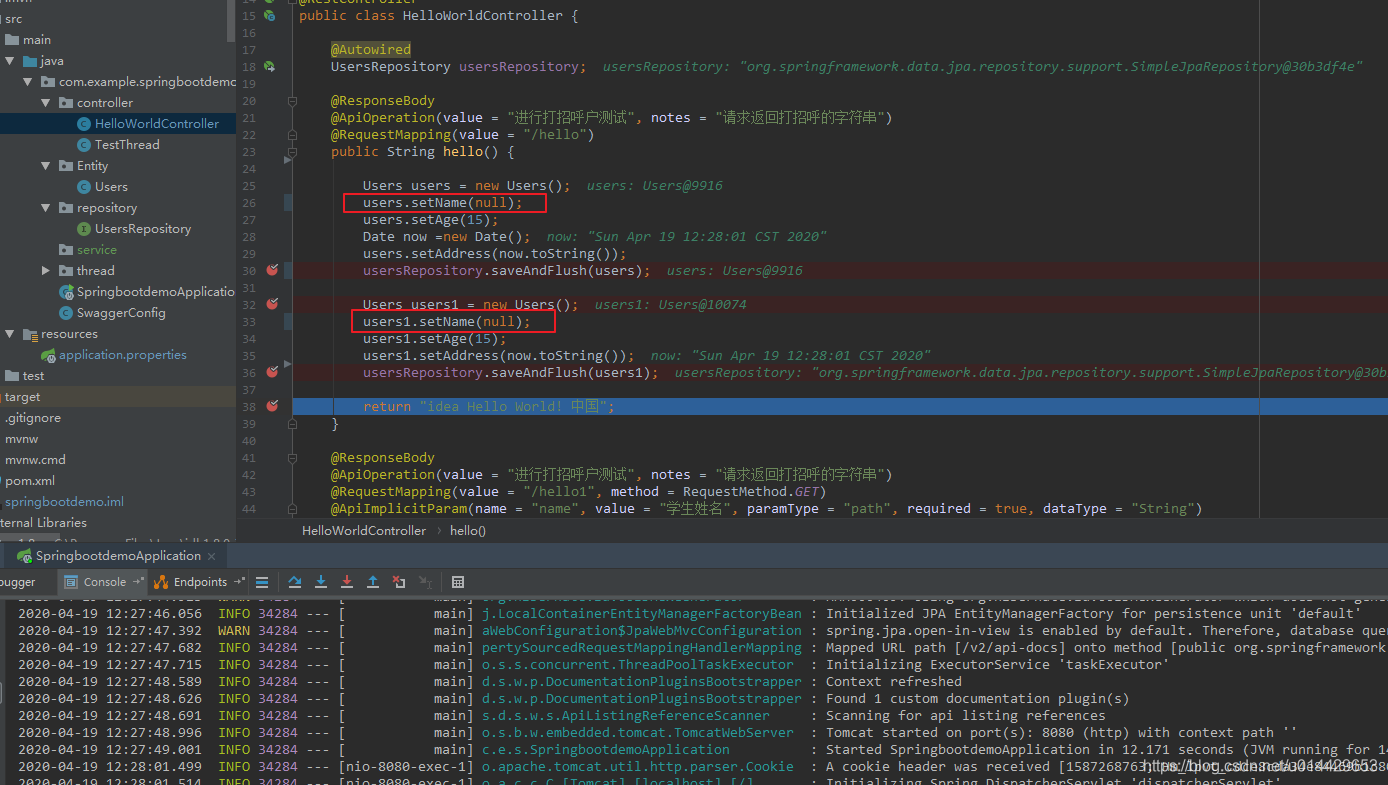 src
main
java
com.example.springbootdemo
controller
HelloWorldController
TestThread
Entity
Users
repository
UsersRepository
service
thread
SpringbootdemoApplicatio
SwaggerConfig
resources
application.properties
test
target
.gitignore
mvnw
mvnw.cmd
pom.xml
springbootdemo.iml
ternal Libraries
15 public class HelloWorldController {
16
17 @Autowired
18 UsersRepository usersRepository; usersRepository: "org.springframework.data.jpa.repository.support.SimpleJpaRepository@30b3df4e"
19
20 @ResponseBody
21 @ApiOperation(value = "进行打招呼户测试", notes = "请求返回打招呼的字符串")
22 @RequestMapping(value = "/hello")
23 public String hello() {
24
25 Users users = new Users(); users: Users@9916
26 users.setName(null);
27 users.setAge(15);
28 Date now =new Date(); now: "Sun Apr 19 12:28:01 CST 2020"
29 users.setAddress(now.toString());
30 usersRepository.saveAndFlush(users); users: Users@9916
31
32 Users users1 = new Users(); users1: Users@10074
33 users1.setName(null);
34 users1.setAge(15);
35 users1.setAddress(now.toString()); now: "Sun Apr 19 12:28:01 CST 2020"
36 usersRepository.saveAndFlush(users1); usersRepository: "org.springframework.data.jpa.repository.support.SimpleJpaRepository@30b
37
38 return "idea Hello World! 中国";
39 }
40
41 @ResponseBody
42 @ApiOperation(value = "进行打招呼户测试", notes = "请求返回打招呼的字符串")
43 @RequestMapping(value = "/hello1", method = RequestMethod.GET)
44 @ApiImplicitParam(name = "name", value = "学生姓名", paramType = "path", required = true, dataType = "String")
HelloWorldController › hello()
SpringbootdemoApplication ×
bugger Console Endpoints
2020-04-19 12:27:46.056 INFO 34284 --- [ main] j.LocalContainerEntityManagerFactoryBean : Initialized JPA EntityManagerFactory for persistence unit 'default'
2020-04-19 12:27:47.392 WARN 34284 --- [ main] aWebConfiguration$JpaWebMvcConfiguration : spring.jpa.open-in-view is enabled by default. Therefore, database quer
2020-04-19 12:27:47.682 INFO 34284 --- [ main] pertySourcedRequestMappingHandlerMapping : Mapped URL path [/v2/api-docs] onto method [public org.springframework
2020-04-19 12:27:47.715 INFO 34284 --- [ main] o.s.s.concurrent.ThreadPoolTaskExecutor : Initializing ExecutorService 'taskExecutor'
2020-04-19 12:27:48.589 INFO 34284 --- [ main] d.s.w.p.DocumentationPluginsBootstrapper : Context refreshed
2020-04-19 12:27:48.626 INFO 34284 --- [ main] d.s.w.p.DocumentationPluginsBootstrapper : Found 1 custom documentation plugin(s)
2020-04-19 12:27:48.691 INFO 34284 --- [ main] s.d.s.w.s.ApiListingReferenceScanner : Scanning for api listing references
2020-04-19 12:27:48.996 INFO 34284 --- [ main] o.s.b.w.embedded.tomcat.TomcatWebServer : Tomcat started on port(s): 8080 (http) with context path ''
2020-04-19 12:27:49.001 INFO 34284 --- [ main] c.e.s.SpringbootdemoApplication : Started SpringbootdemoApplication in 12.171 seconds (JVM running for 14
2020-04-19 12:28:01.499 INFO 34284 --- [nio-8080-exec-1] o.apache.tomcat.util.http.parser.Cookie : A cookie header was received [1587268763]
https://blog.csdn.net/u014429653